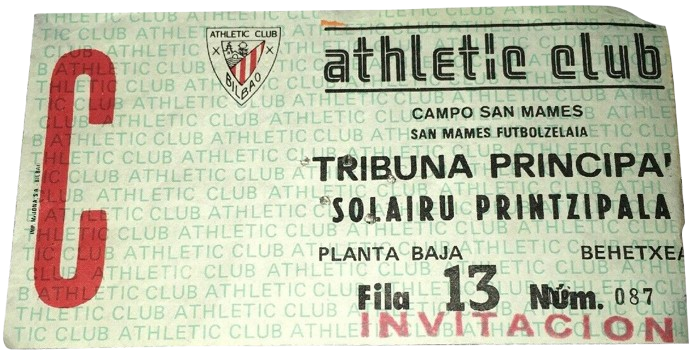 C
ATHLETIC CLUB
BILBAO
athletic club
CAMPO SAN MAMES
SAN MAMES FUTBOLZELAIA
TRIBUNA PRINCIPA
SOLAIRU PRINTZIPALA
PLANTA BAJA BEHETXEA
Fila 13 Núm. 087
INVITACION